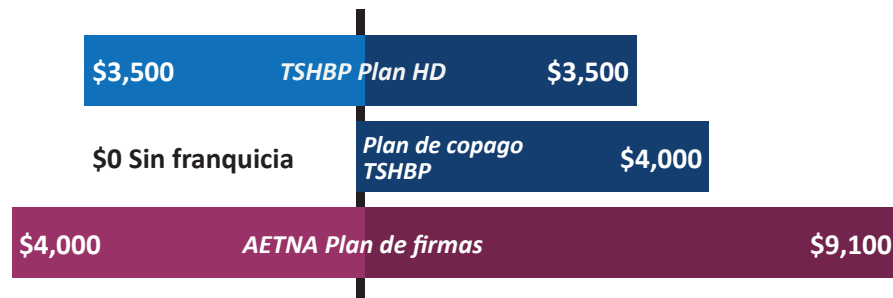 $3,500 TSHBP Plan HD $3,500
$0 Sin franquicia Plan de copago
TSHBP $4,000
$4,000 AETNA Plan de firmas $9,100